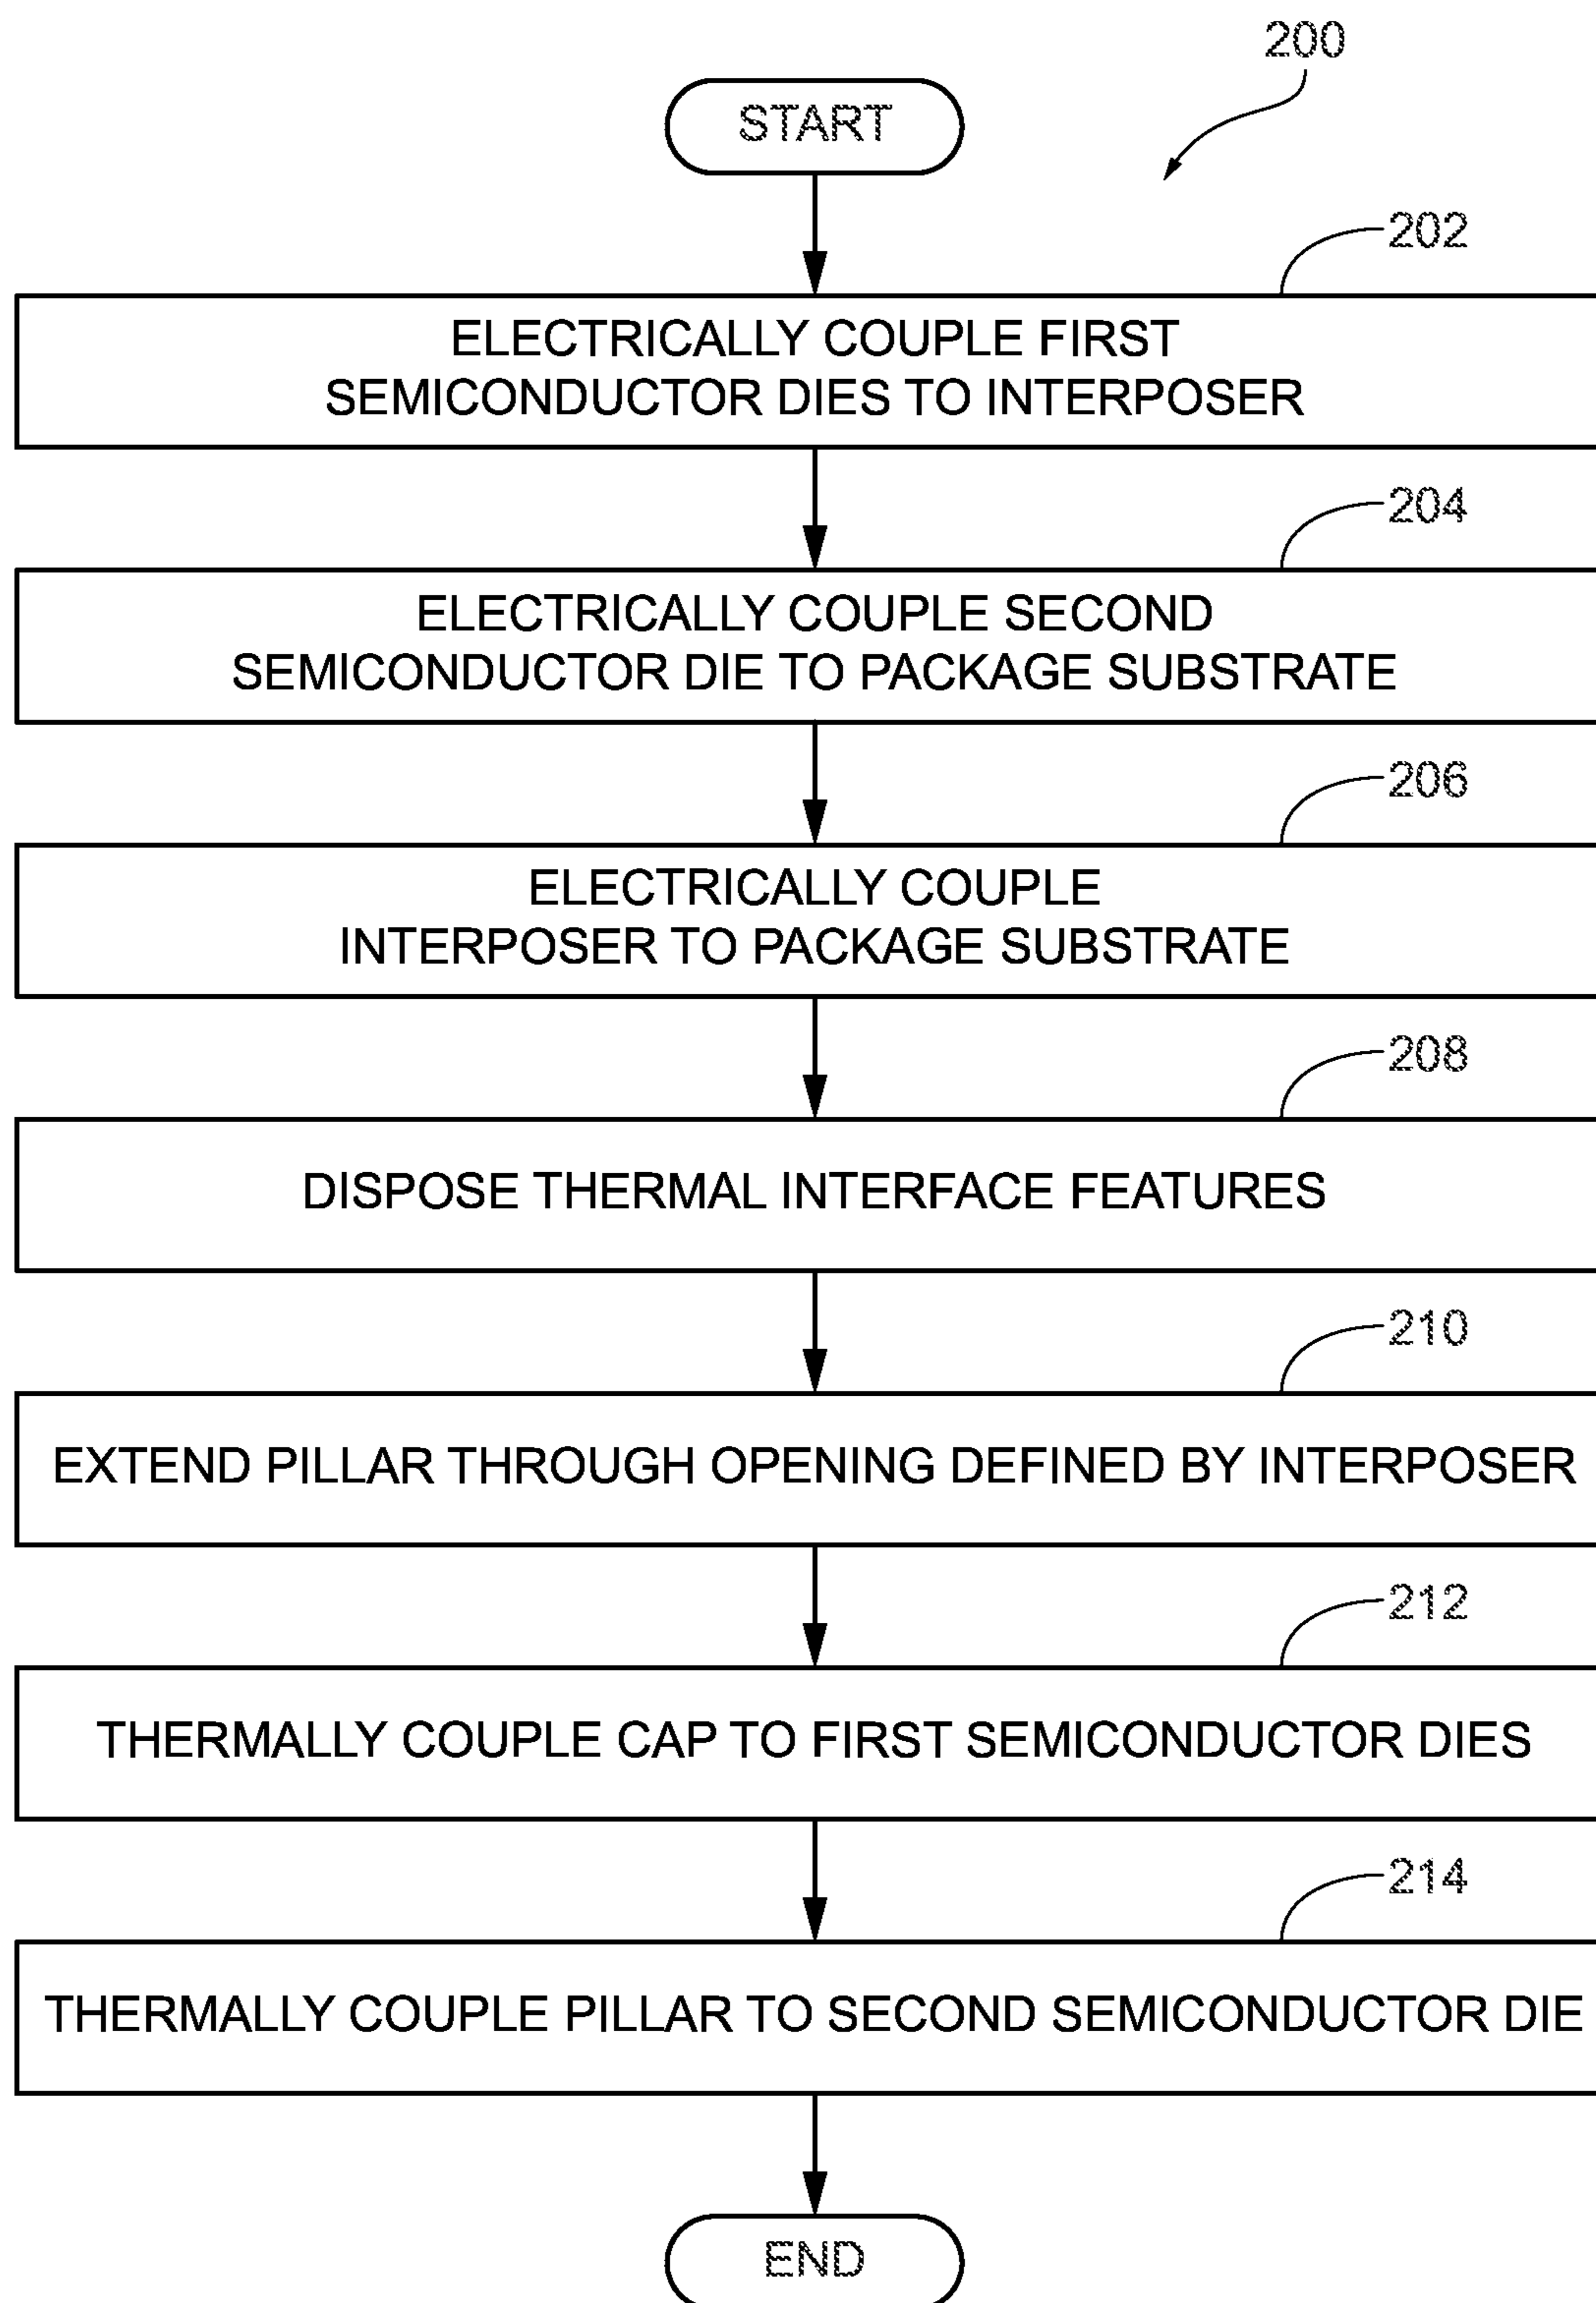 200
START
202
ELECTRICALLY COUPLE FIRST
SEMICONDUCTOR DIES TO INTERPOSER
204
ELECTRICALLY COUPLE SECOND
SEMICONDUCTOR DIE TO PACKAGE SUBSTRATE
206
ELECTRICALLY COUPLE
INTERPOSER TO PACKAGE SUBSTRATE
208
DISPOSE THERMAL INTERFACE FEATURES
210
EXTEND PILLAR THROUGH OPENING DEFINED BY INTERPOSER
212
THERMALLY COUPLE CAP TO FIRST SEMICONDUCTOR DIES
214
THERMALLY COUPLE PILLAR TO SECOND SEMICONDUCTOR DIE
END